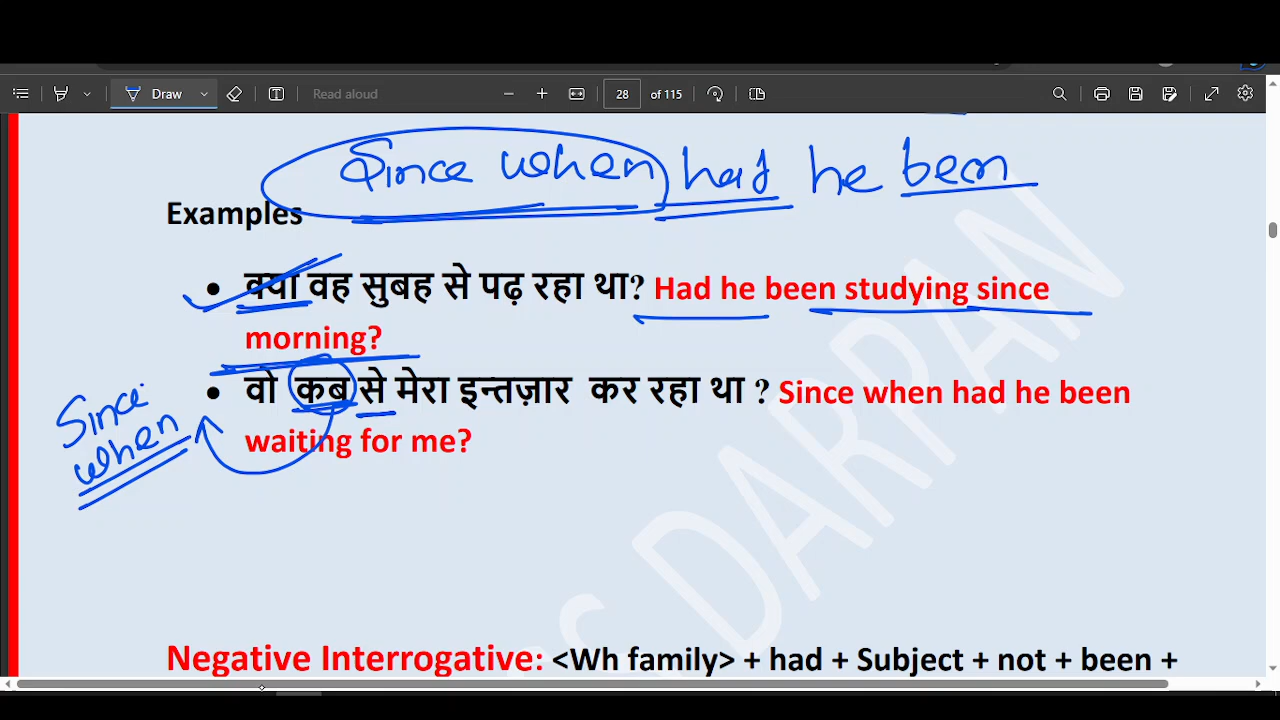 Draw
Read aloud
28 of 115
Since when had he been
Examples
• क्या वह सुबह से पढ़ रहा था? Had he been studying since
morning?
• वो कब से मेरा इन्तज़ार कर रहा था ? Since when had he been
waiting for me?
Since
when
DARPAN
Negative Interrogative: <Wh family> + had + Subject + not + been +